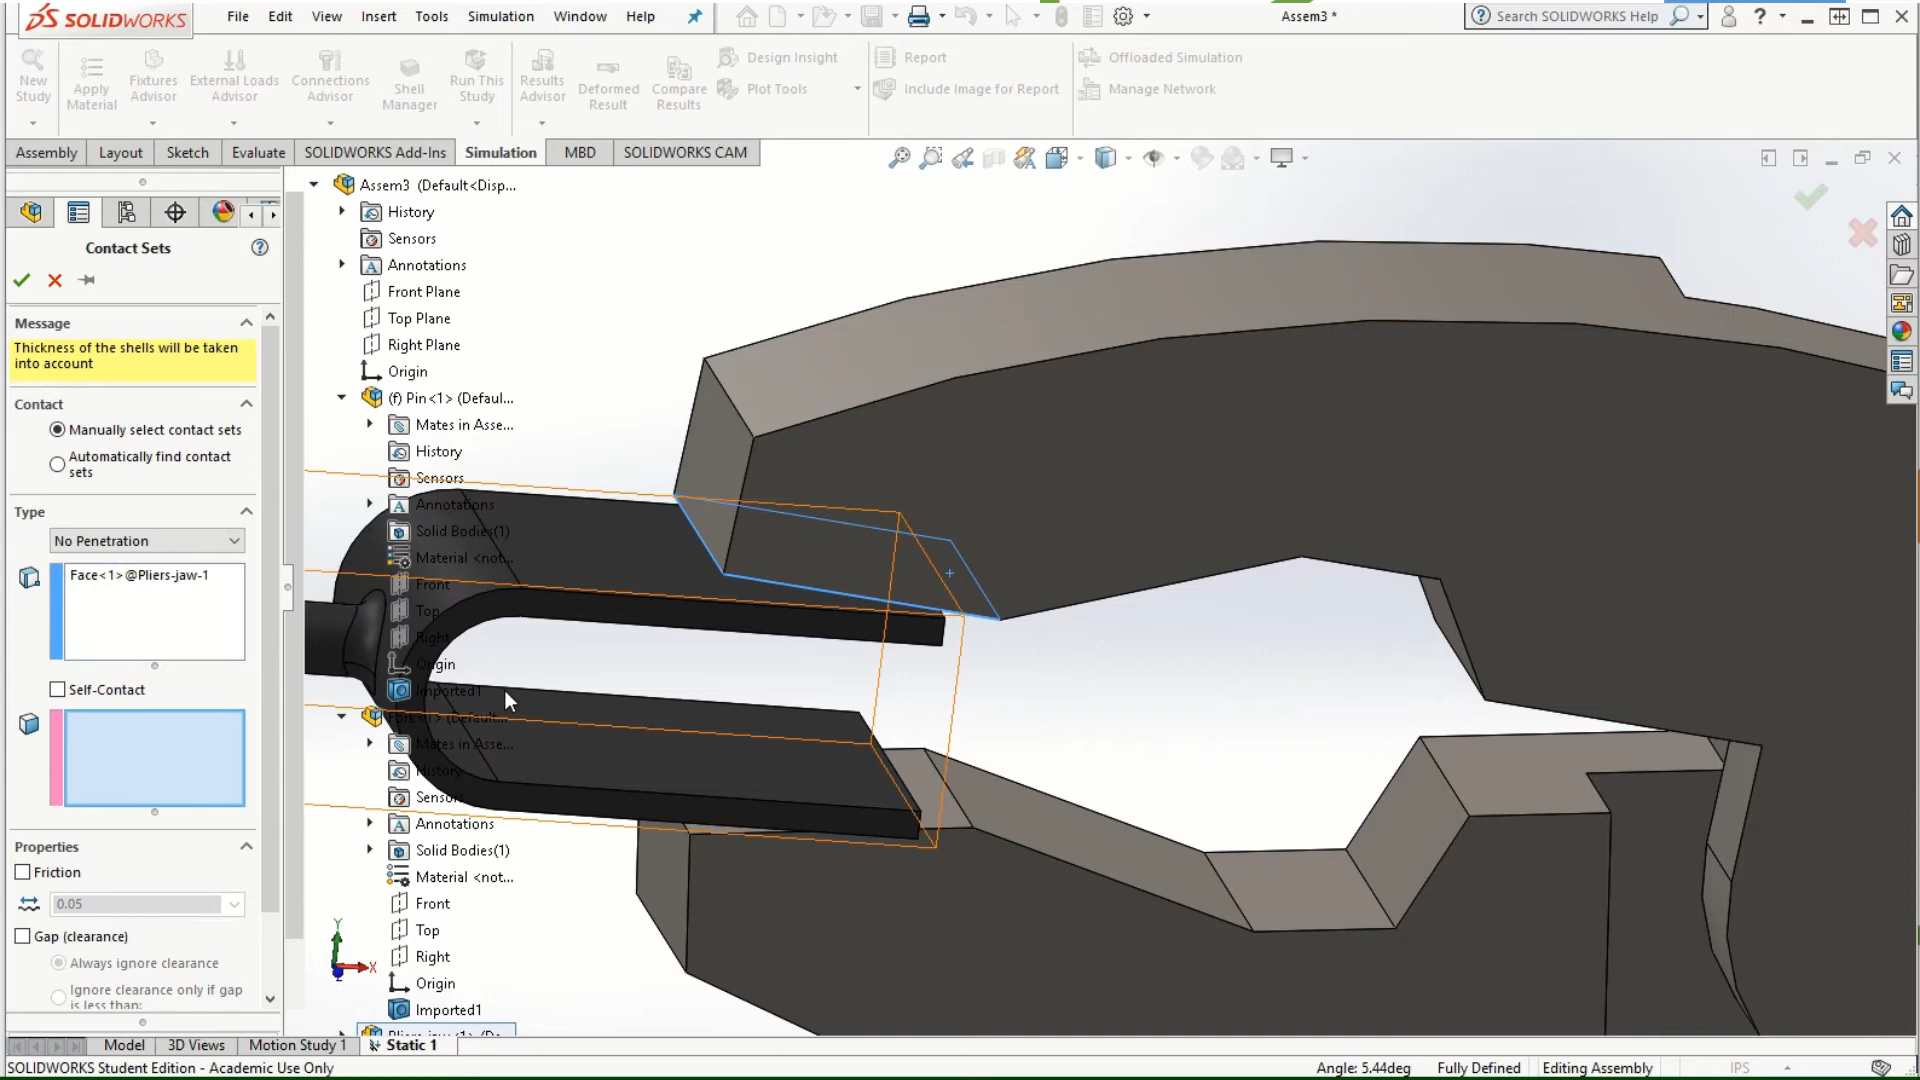 SOLIDWORKS File Edit View Insert Tools Simulation Window Help Assem3 * Search SOLIDWORKS Help ?
New Study
Apply Material
Fixtures Advisor
External Loads Advisor
Connections Advisor
Shell Manager
Run This Study
Results Advisor
Deformed Result
Compare Results
Design Insight
Plot Tools
Report
Include Image for Report
Offloaded Simulation
Manage Network
Assembly Layout Sketch Evaluate SOLIDWORKS Add-Ins Simulation MBD SOLIDWORKS CAM
Contact Sets
Message
Thickness of the shells will be taken
into account
Contact
Manually select contact sets
Automatically find contact
sets
Type
No Penetration
Face<1>@Pliers-jaw-1
Self-Contact
Properties
Friction
0.05
Gap (clearance)
Always ignore clearance
Ignore clearance only if gap
is less than:
Assem3 (Default<Disp...
History
Sensors
Annotations
Front Plane
Top Plane
Right Plane
Origin
(f) Pin<1> (Defaul...
Mates in Asse...
History
Sensors
Annotations
Solid Bodies(1)
Material <not...
Front
Top
Right
Origin
Imported1
Fork<1> (Default...
Mates in Asse...
History
Sensors
Annotations
Solid Bodies(1)
Material <not...
Front
Top
Right
Origin
Imported1
Pliers-jaw<1> (De...
Y
X
Z
Model 3D Views Motion Study 1 Static 1
SOLIDWORKS Student Edition - Academic Use Only Angle: 5.44deg Fully Defined Editing Assembly IPS